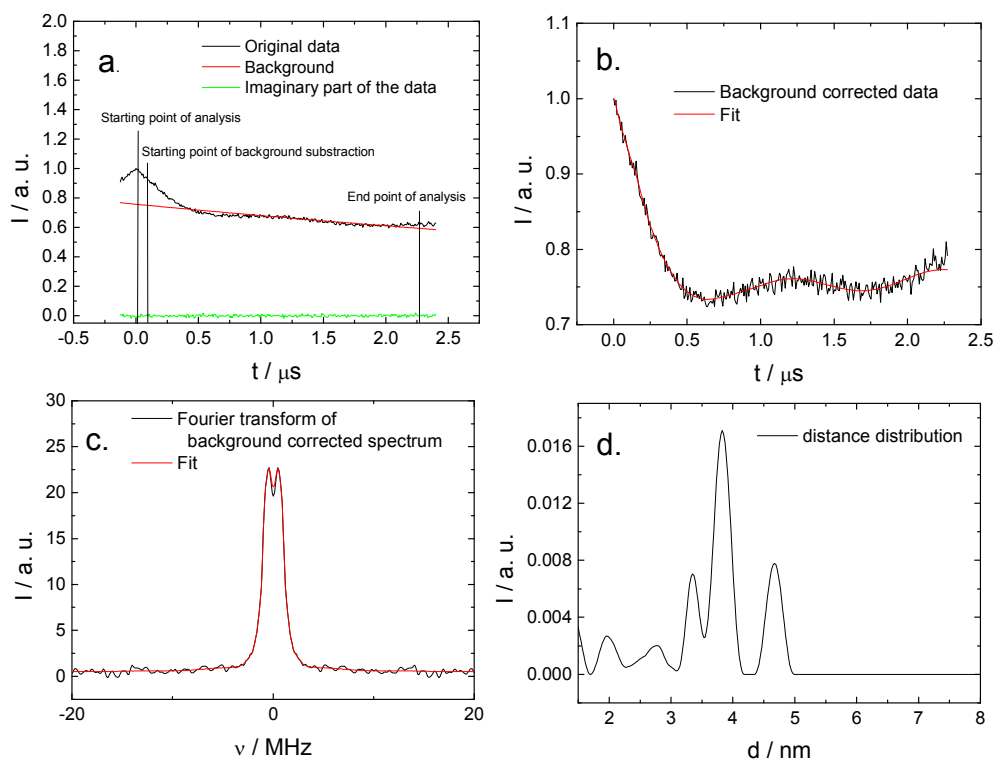 a.
Original data
Background
Imaginary part of the data
Starting point of analysis
Starting point of background substraction
End point of analysis
2.0
1.8
1.6
1.4
1.2
1.0
0.8
0.6
0.4
0.2
0.0
I / a. u.
-0.5 0.0 0.5 1.0 1.5 2.0 2.5
t / μs
b.
Background corrected data
Fit
1.1
1.0
0.9
0.8
0.7
I / a. u.
0.0 0.5 1.0 1.5 2.0 2.5
t / μs
c.
Fourier transform of
background corrected spectrum
Fit
30
25
20
15
10
5
0
I / a. u.
-20 0 20
ν / MHz
d.
distance distribution
0.016
0.012
0.008
0.004
0.000
I / a. u.
2 3 4 5 6 7 8
d / nm